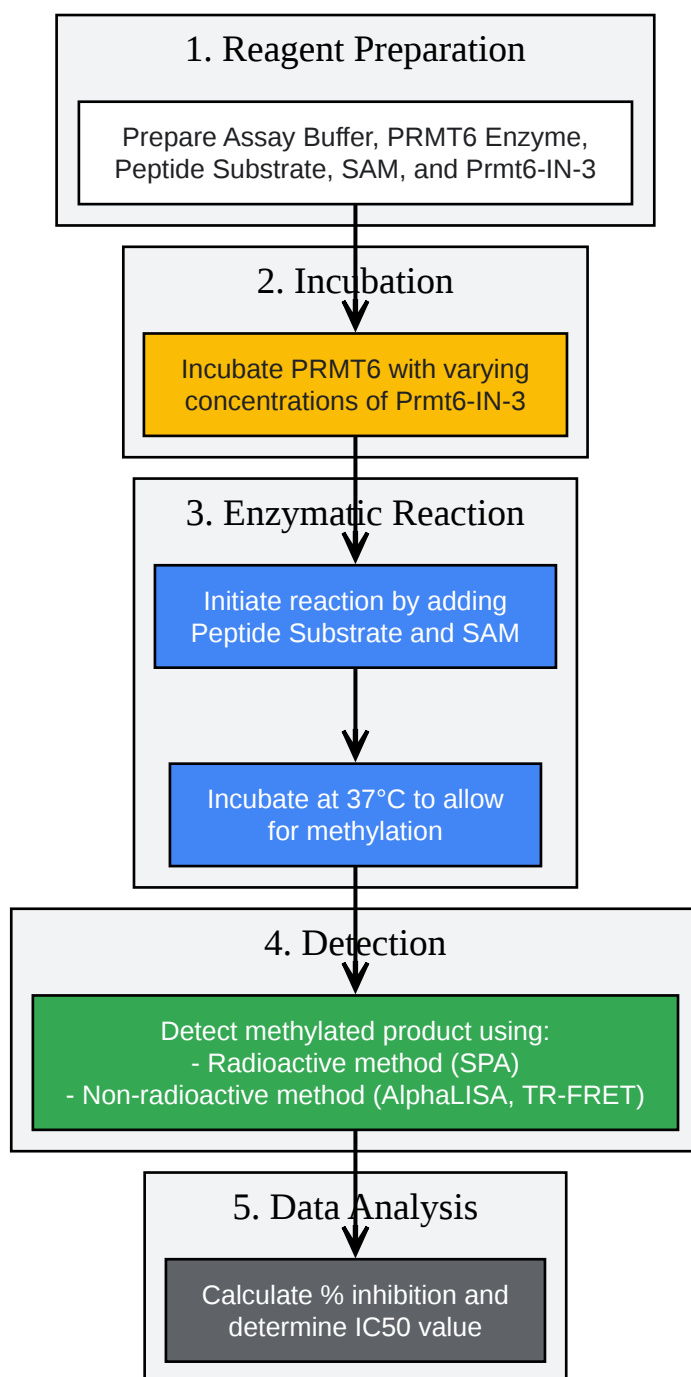 1. Reagent Preparation
Prepare Assay Buffer, PRMT6 Enzyme,
Peptide Substrate, SAM, and Prmt6-IN-3
2. Incubation
Incubate PRMT6 with varying
concentrations of Prmt6-IN-3
3. Enzymatic Reaction
Initiate reaction by adding
Peptide Substrate and SAM
Incubate at 37°C to allow
for methylation
4. Detection
Detect methylated product using:
- Radioactive method (SPA)
- Non-radioactive method (AlphaLISA, TR-FRET)
5. Data Analysis
Calculate % inhibition and
determine IC50 value